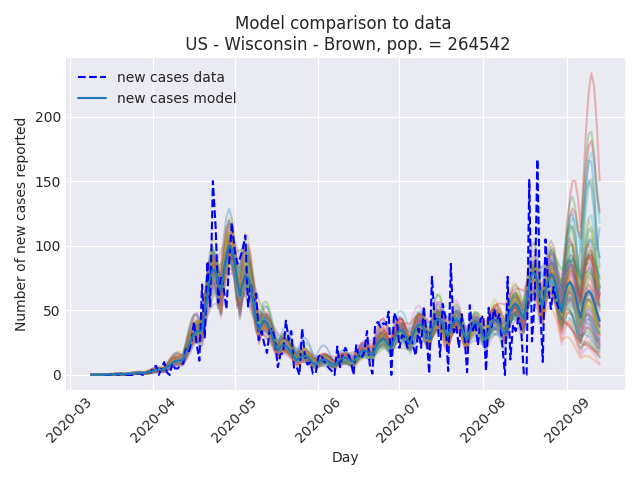 Model comparison to data
US - Wisconsin - Brown, pop. = 264542
new cases data
new cases model
Number of new cases reported
200
150
100
50
0
2020-03
2020-04
2020-05
2020-06
2020-07
2020-08
2020-09
Day